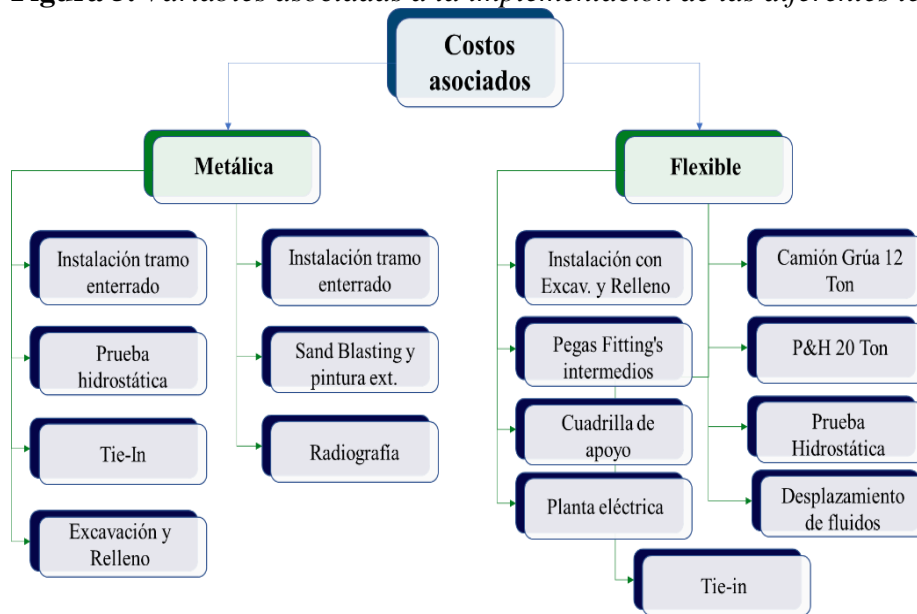 Costos
asociados
Metálica
Instalación tramo
enterrado
Prueba
hidrostática
Tie-In
Excavación y
Relleno
Instalación tramo
enterrado
Sand Blasting y
pintura ext.
Radiografía
Flexible
Instalación con
Excav. y Relleno
Pegas Fitting's
intermedios
Cuadrilla de
apoyo
Planta eléctrica
Camión Grúa 12
Ton
P&H 20 Ton
Prueba
Hidrostática
Desplazamiento
de fluidos
Tie-in